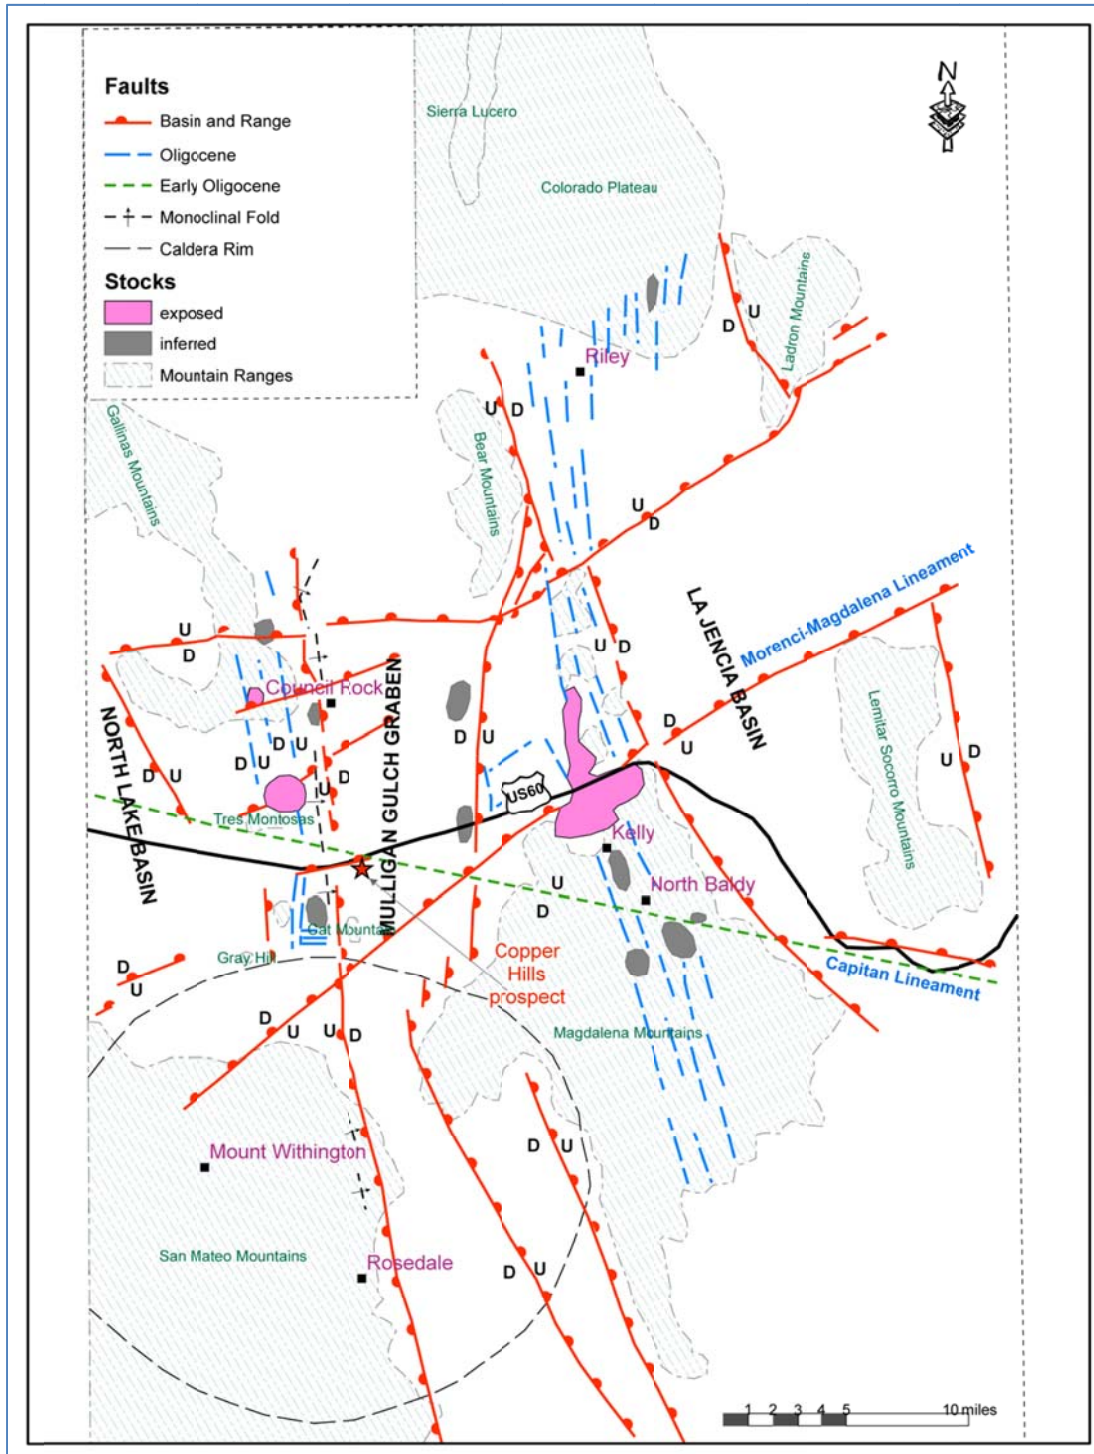 Faults
Basin and Range
Oligocene
Early Oligocene
Monoclinal Fold
Caldera Rim
Stocks
exposed
inferred
Mountain Ranges
N
Sierra Lucero
Colorado Plateau
Ladron Mountains
U
D
Riley
Gallinas Mountains
U D
Bear Mountains
U
D
Morenci-Magdalena Lineament
LA JENCIA BASIN
U
D
U D
Council Rock
MULLIGAN GULCH GRABEN
NORTH LAKE BASIN
Lemitar Socorro Mountains
D
U
D U
D U
D U
D U
U D
D U
U D
US60
Tres Montosas
Kelly
North Baldy
U
D
Gat Mountain
Gray Hill
D
U
Copper
Hills
prospect
Capitan Lineament
D U
U D
Magdalena Mountains
Mount Withington
D U
San Mateo Mountains
Rosedale
D U
1 2 3 4 5 10 miles